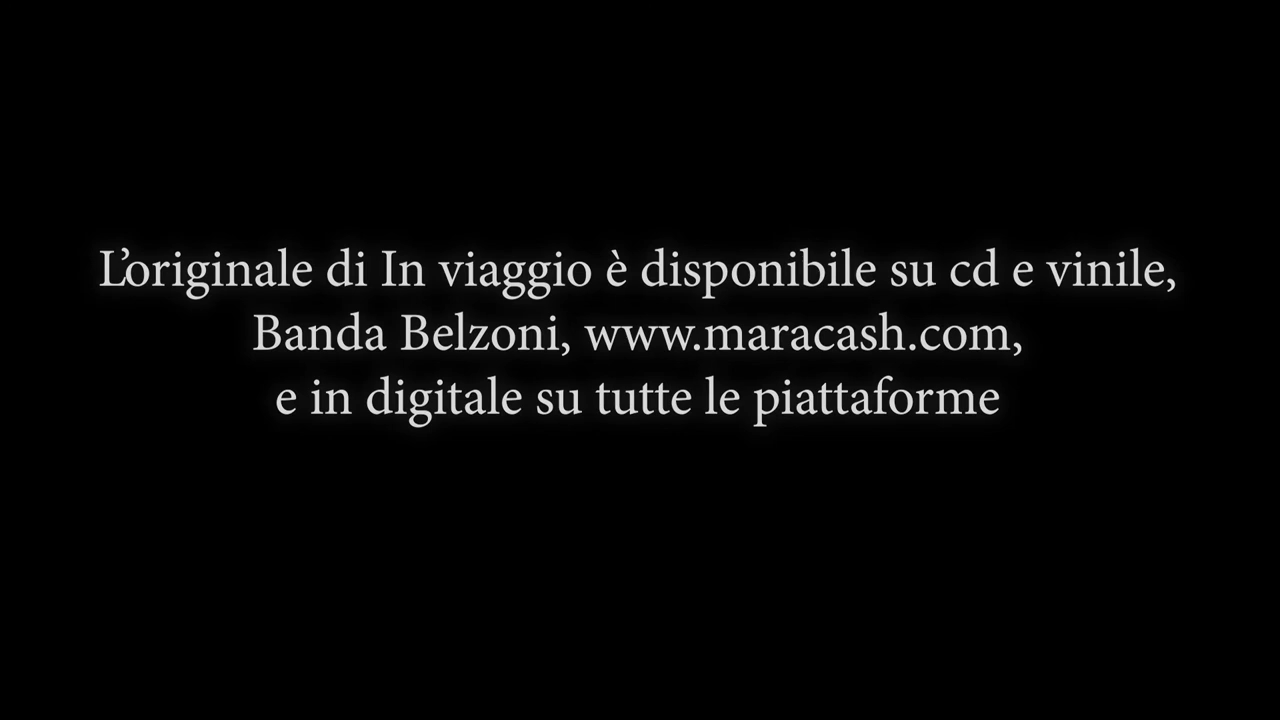 L'originale di In viaggio è disponibile su cd e vinile,
Banda Belzoni, www.maracash.com,
e in digitale su tutte le piattaforme